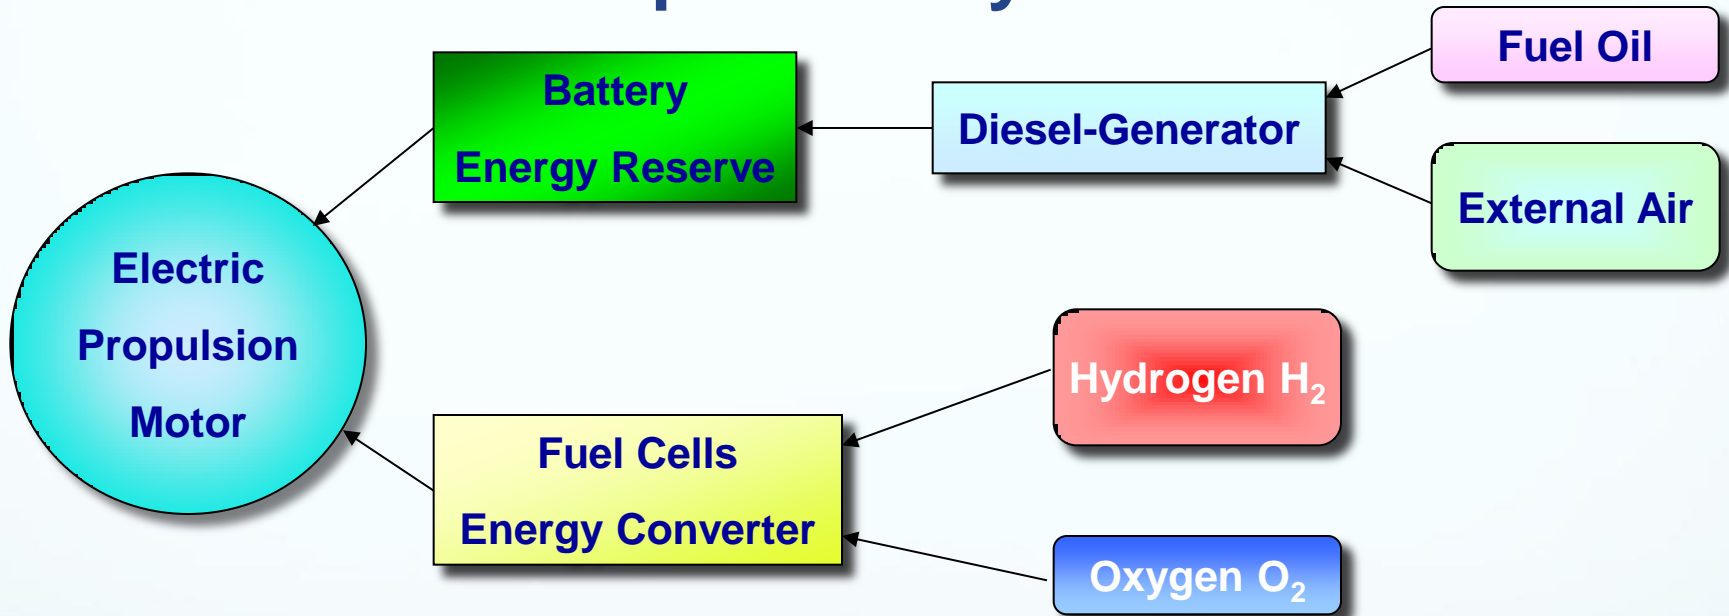 Fuel Oil
Battery
Energy Reserve
Diesel-Generator
External Air
Electric
Propulsion
Motor
Hydrogen H₂
Fuel Cells
Energy Converter
Oxygen O₂